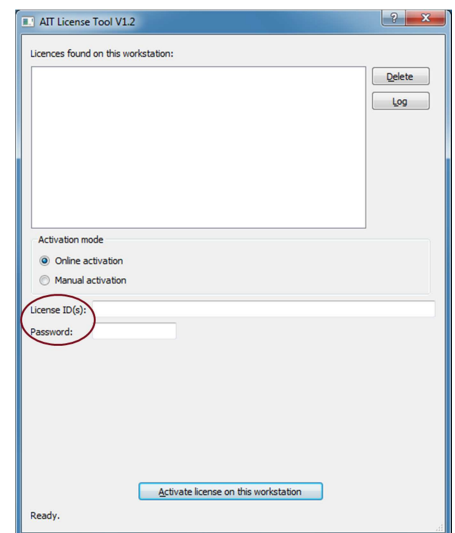 AIT License Tool V1.2
Licences found on this workstation:
Delete
Log
Activation mode
Online activation
Manual activation
License ID(s):
Password:
Activate license on this workstation
Ready.